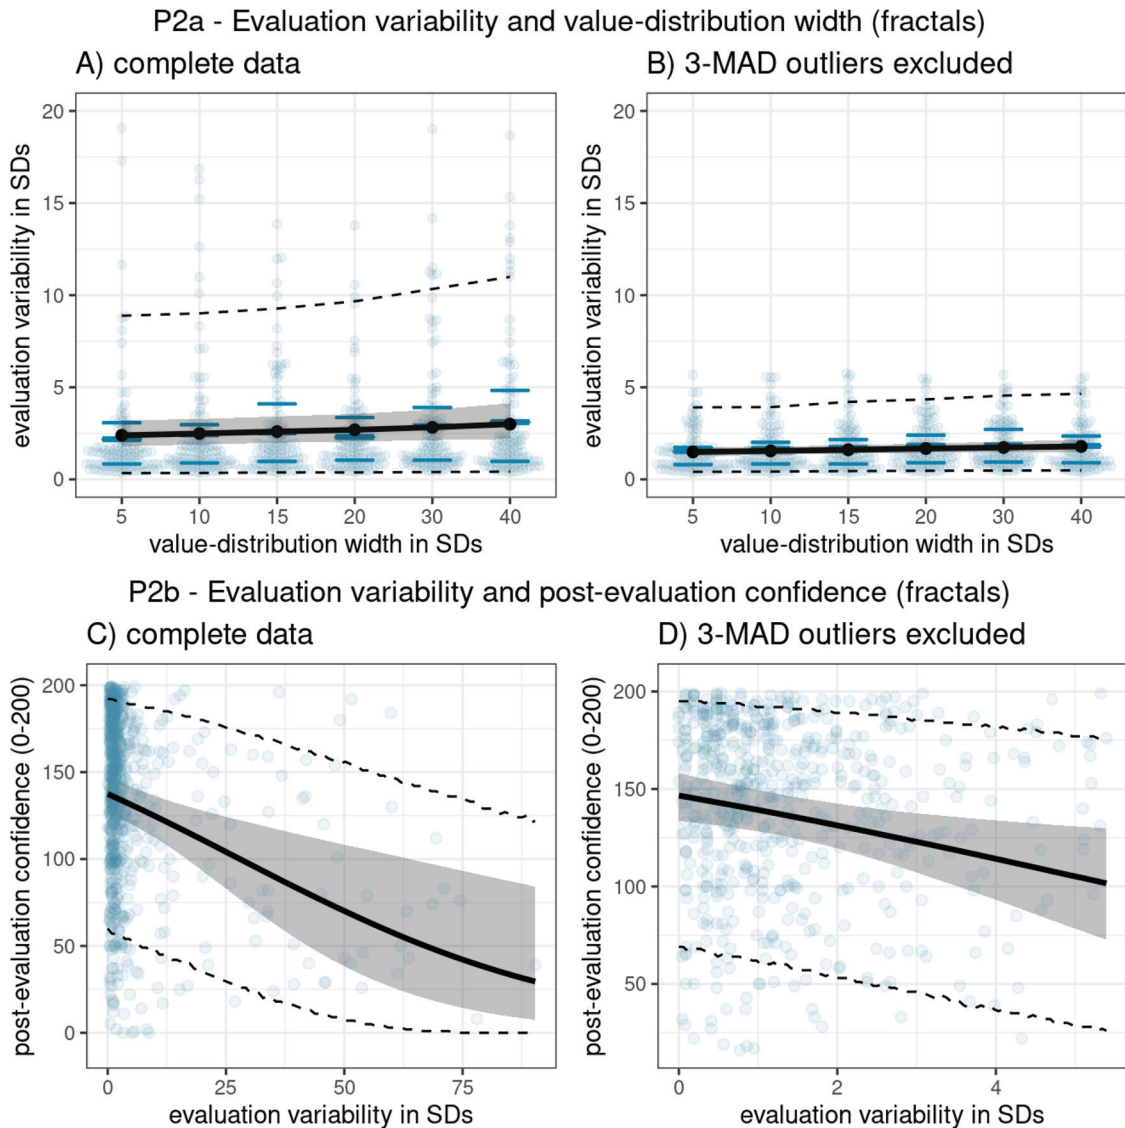 P2a - Evaluation variability and value-distribution width (fractals)
A) complete data
B) 3-MAD outliers excluded
evaluation variability in SDs
20
15
10
5
0
5 10 15 20 30 40
value-distribution width in SDs
evaluation variability in SDs
20
15
10
5
0
5 10 15 20 30 40
value-distribution width in SDs
P2b - Evaluation variability and post-evaluation confidence (fractals)
C) complete data
D) 3-MAD outliers excluded
post-evaluation confidence (0-200)
200
150
100
50
0
0 25 50 75
evaluation variability in SDs
post-evaluation confidence (0-200)
200
150
100
50
0 2 4
evaluation variability in SDs